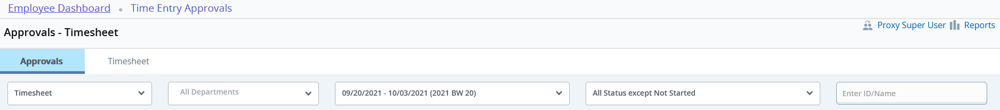 Employee Dashboard • Time Entry Approvals
Proxy Super User Reports
Approvals - Timesheet
Approvals Timesheet
Timesheet All Departments 09/20/2021 - 10/03/2021 (2021 BW 20) All Status except Not Started Enter ID/Name